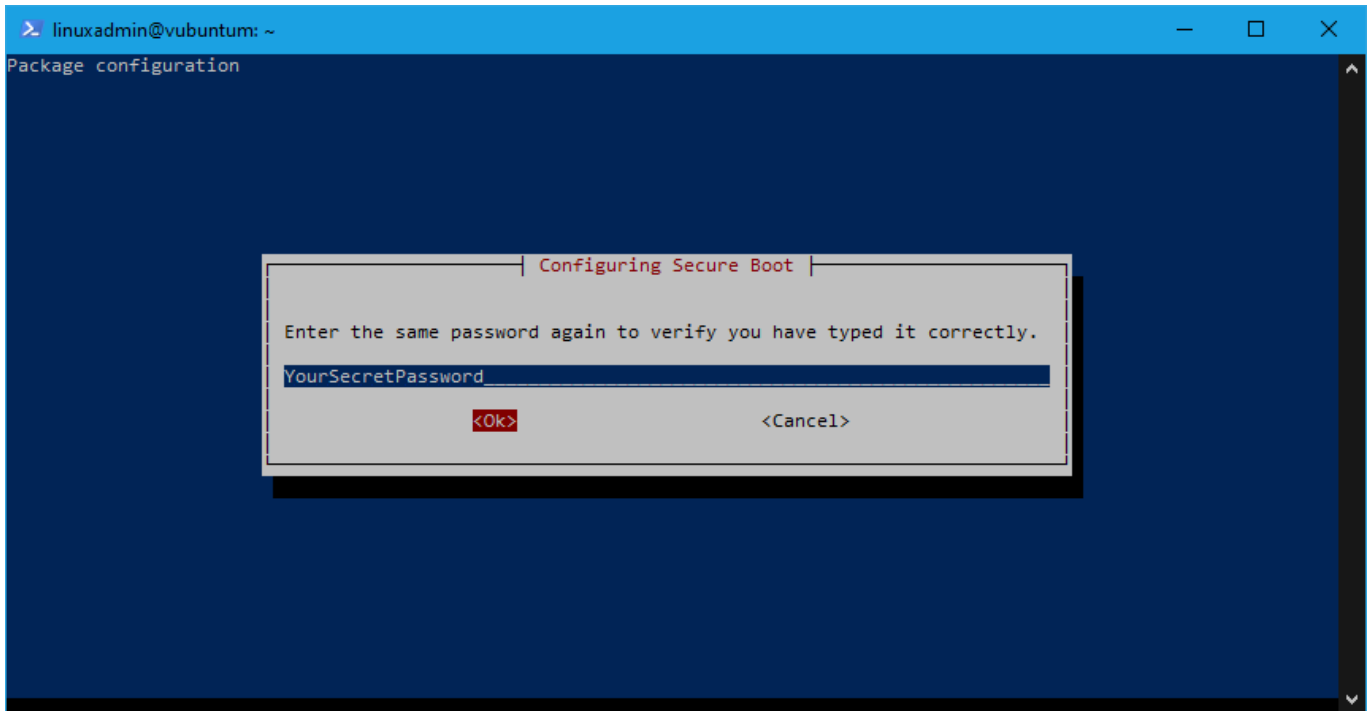 linuxadmin@vubuntum: ~
Package configuration
Configuring Secure Boot
Enter the same password again to verify you have typed it correctly.
YourSecretPassword___________________________________________________
<Ok> <Cancel>